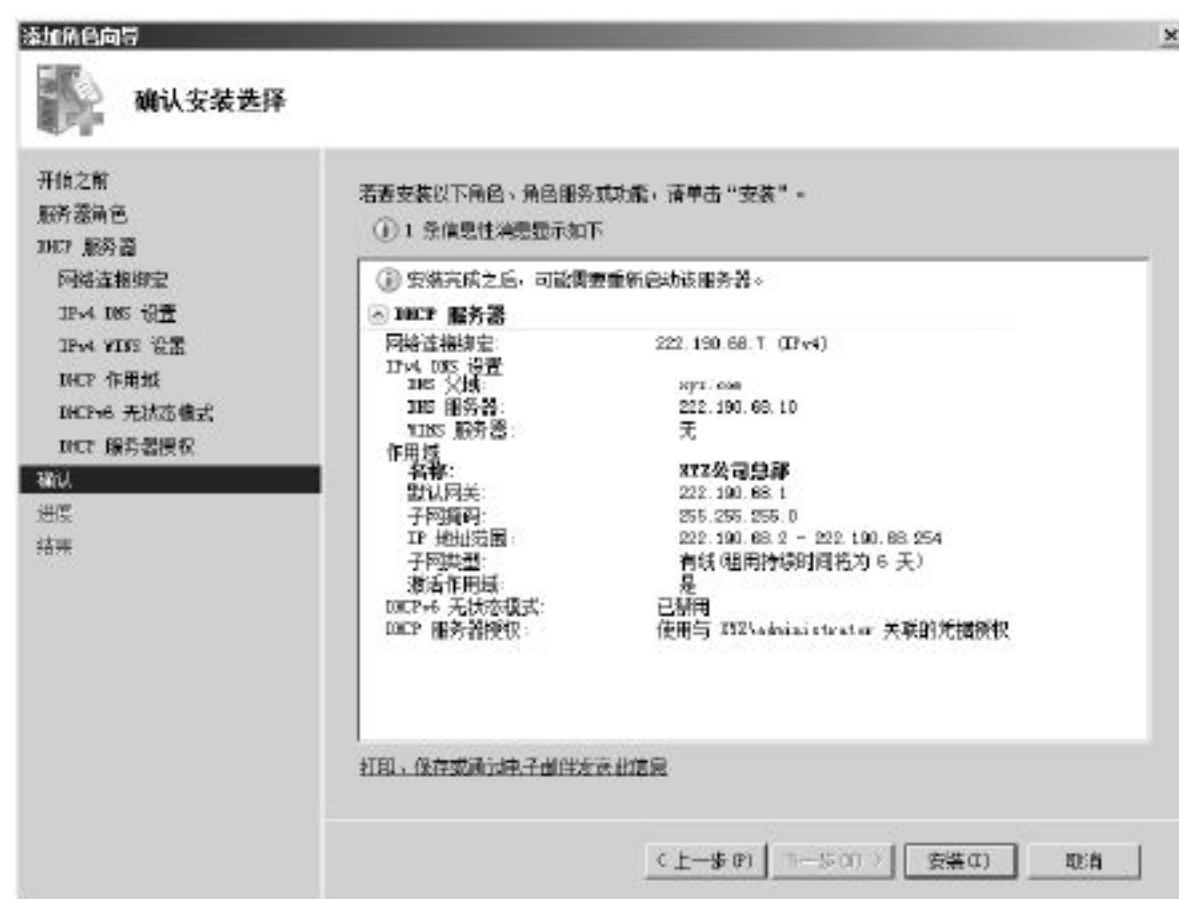 添加角色向导
确认安装选择
开始之前
服务器角色
DHCP 服务器
网络连接绑定
IPv4 DNS 设置
IPv4 WINS 设置
DHCP 作用域
DHCPv6 无状态模式
DHCP 服务器授权
确认
进度
结果
若要安装以下角色、角色服务或功能，请单击“安装”。
1 条信息性消息显示如下
安装完成之后，可能需要重新启动该服务器。
DHCP 服务器
网络连接绑定: 222.190.68.7 (IPv4)
IPv4 DNS 设置
DNS 父域: xyz.com
DNS 服务器: 222.190.68.10
WINS 服务器: 无
作用域
名称: XYZ公司总部
默认网关: 222.190.68.1
子网掩码: 255.255.255.0
IP 地址范围: 222.190.68.2 - 222.190.68.254
子网类型: 有线(租用持续时间将为 6 天)
激活作用域: 是
DHCPv6 无状态模式: 已禁用
DHCP 服务器授权: 使用与 XYZ\administrator 关联的凭据授权
打印、保存或通过电子邮件发送此信息
< 上一步(P) 下一步(N) > 安装(I) 取消